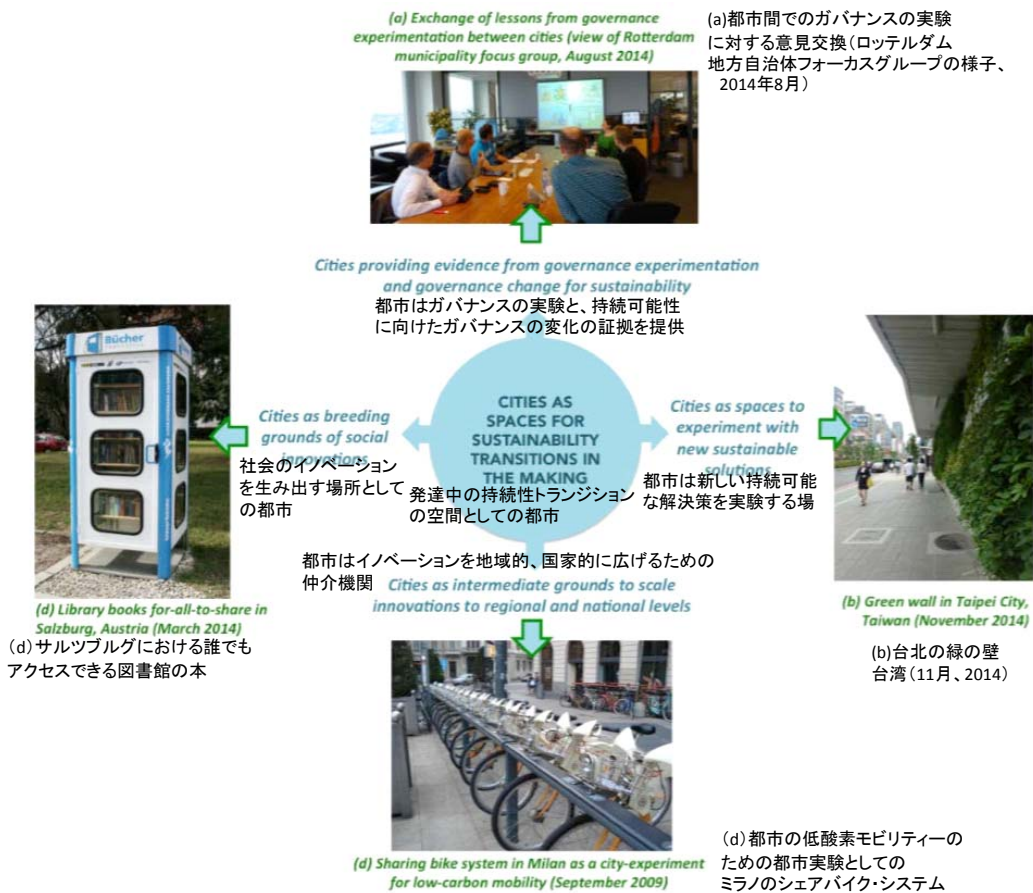 (a) Exchange of lessons from governance
experimentation between cities (view of Rotterdam
municipality focus group, August 2014)
(a)都市間でのガバナンスの実験
に対する意見交換(ロッテルダム
地方自治体フォーカスグループの様子、
2014年8月)
Cities providing evidence from governance experimentation
and governance change for sustainability
都市はガバナンスの実験と、持続可能性
に向けたガバナンスの変化の証拠を提供
Bücher
Cities as breeding
grounds of social
innovations
社会のイノベーション
を生み出す場所として
の都市
CITIES AS
SPACES FOR
SUSTAINABILITY
TRANSITIONS IN
THE MAKING
発達中の持続性トランジション
の空間としての都市
Cities as spaces to
experiment with
new sustainable
solutions
都市は新しい持続可能
な解決策を実験する場
都市はイノベーションを地域的、国家的に広げるための
仲介機関
Cities as intermediate grounds to scale
innovations to regional and national levels
(d) Library books for-all-to-share in
Salzburg, Austria (March 2014)
(d)サルツブルグにおける誰でも
アクセスできる図書館の本
(b) Green wall in Taipei City,
Taiwan (November 2014)
(b)台北の緑の壁
台湾(11月、2014)
(d) Sharing bike system in Milan as a city-experiment
for low-carbon mobility (September 2009)
(d)都市の低酸素モビリティーの
ための都市実験としての
ミラノのシェアバイク・システム